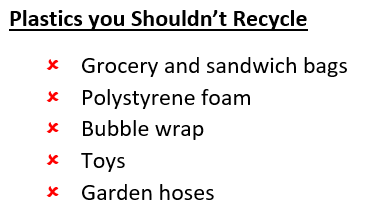 Plastics you Shouldn’t Recycle
✘ Grocery and sandwich bags
✘ Polystyrene foam
✘ Bubble wrap
✘ Toys
✘ Garden hoses